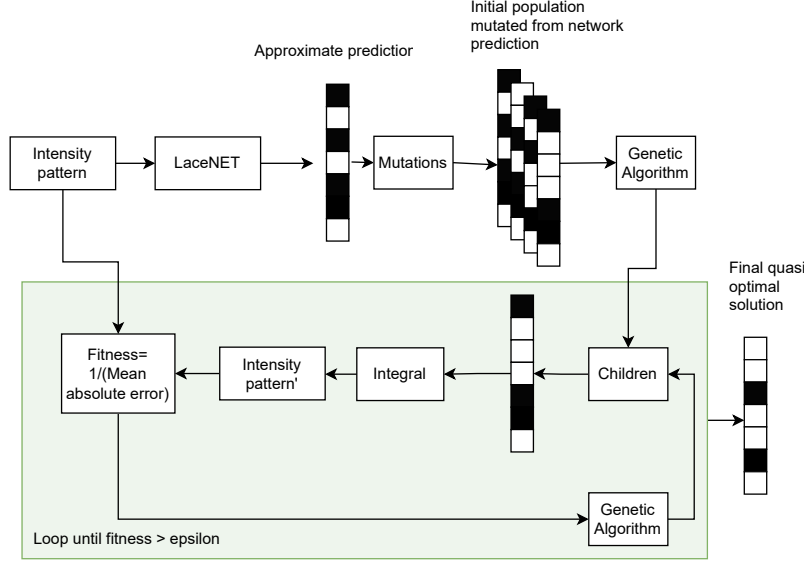 Initial population
mutated from network
prediction
Approximate predictior
Intensity
pattern
LaceNET
Mutations
Genetic
Algorithm
Final quasi
optimal
solution
Fitness=
1/(Mean
absolute error)
Intensity
pattern'
Integral
Children
Genetic
Algorithm
Loop until fitness > epsilon